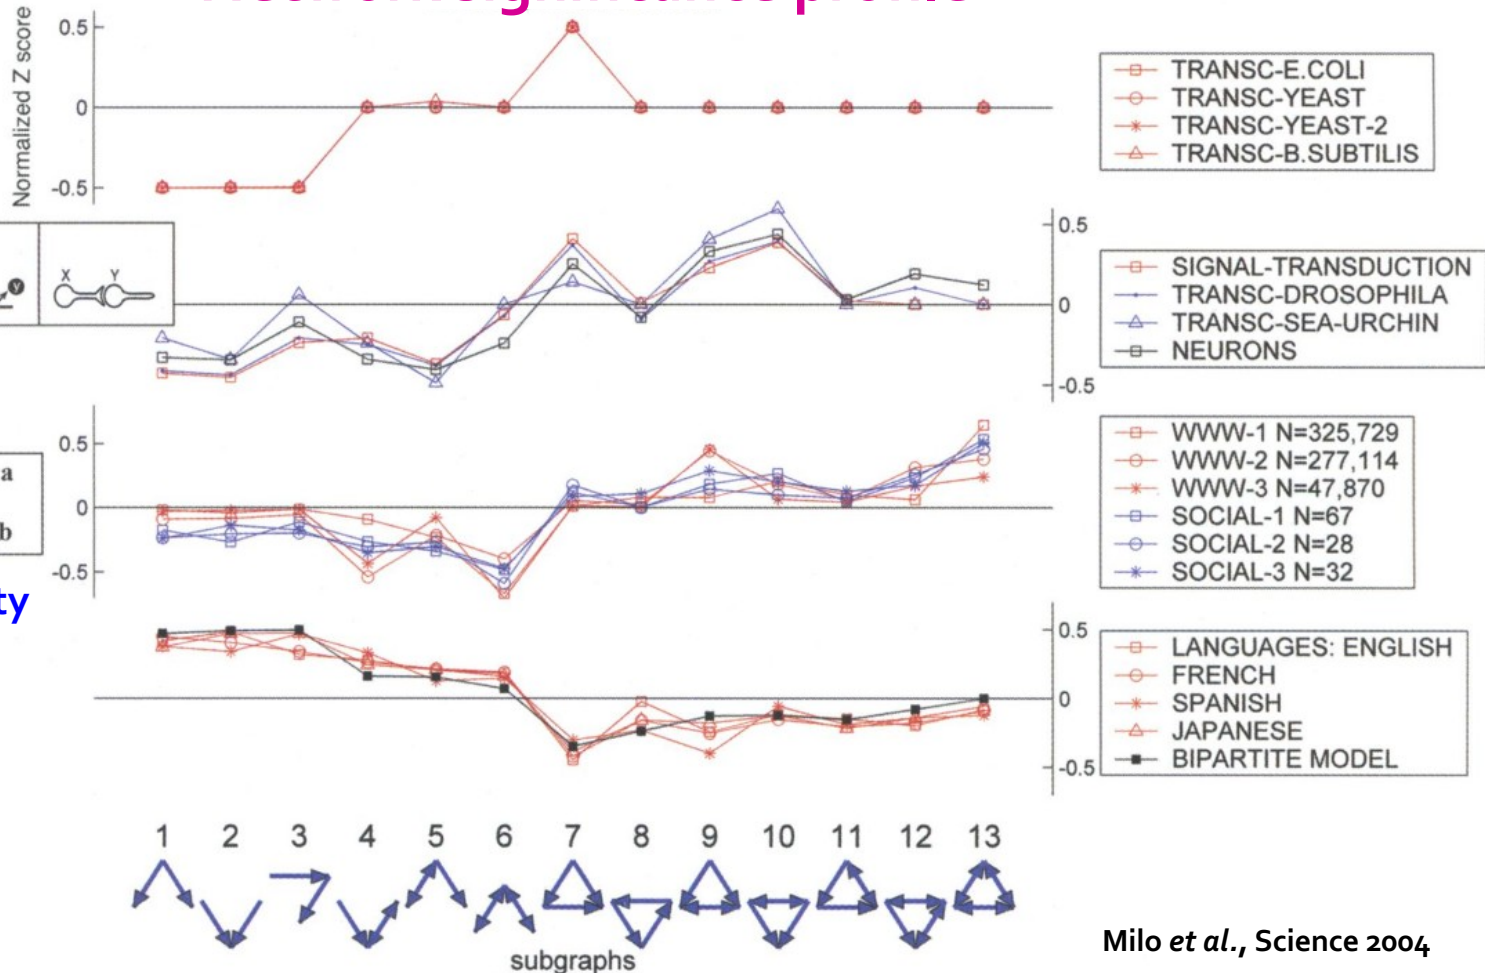 Normalized Z score
0.5
0
-0.5
TRANSC-E.COLI
TRANSC-YEAST
TRANSC-YEAST-2
TRANSC-B.SUBTILIS
X Y
Y
0.5
0
-0.5
SIGNAL-TRANSDUCTION
TRANSC-DROSOPHILA
TRANSC-SEA-URCHIN
NEURONS
a
b
0.5
0
-0.5
WWW-1 N=325,729
WWW-2 N=277,114
WWW-3 N=47,870
SOCIAL-1 N=67
SOCIAL-2 N=28
SOCIAL-3 N=32
ty
0.5
0
-0.5
LANGUAGES: ENGLISH
FRENCH
SPANISH
JAPANESE
BIPARTITE MODEL
1 2 3 4 5 6 7 8 9 10 11 12 13
subgraphs
Milo et al., Science 2004